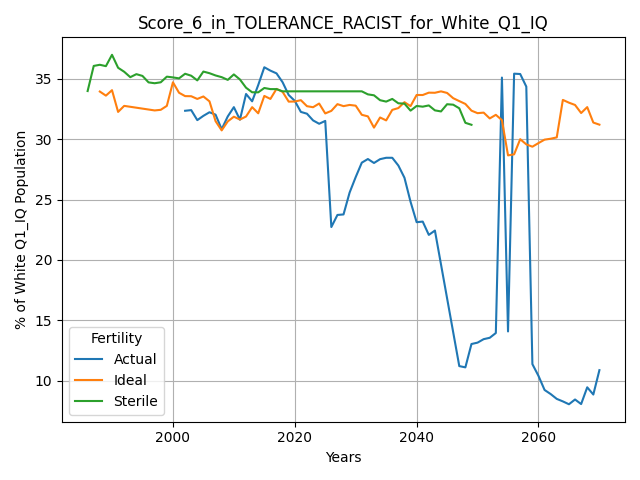 Score_6_in_TOLERANCE_RACIST_for_White_Q1_IQ
% of White Q1_IQ Population
35
30
25
20
15
10
Fertility
Actual
Ideal
Sterile
2000
2020
2040
2060
Years